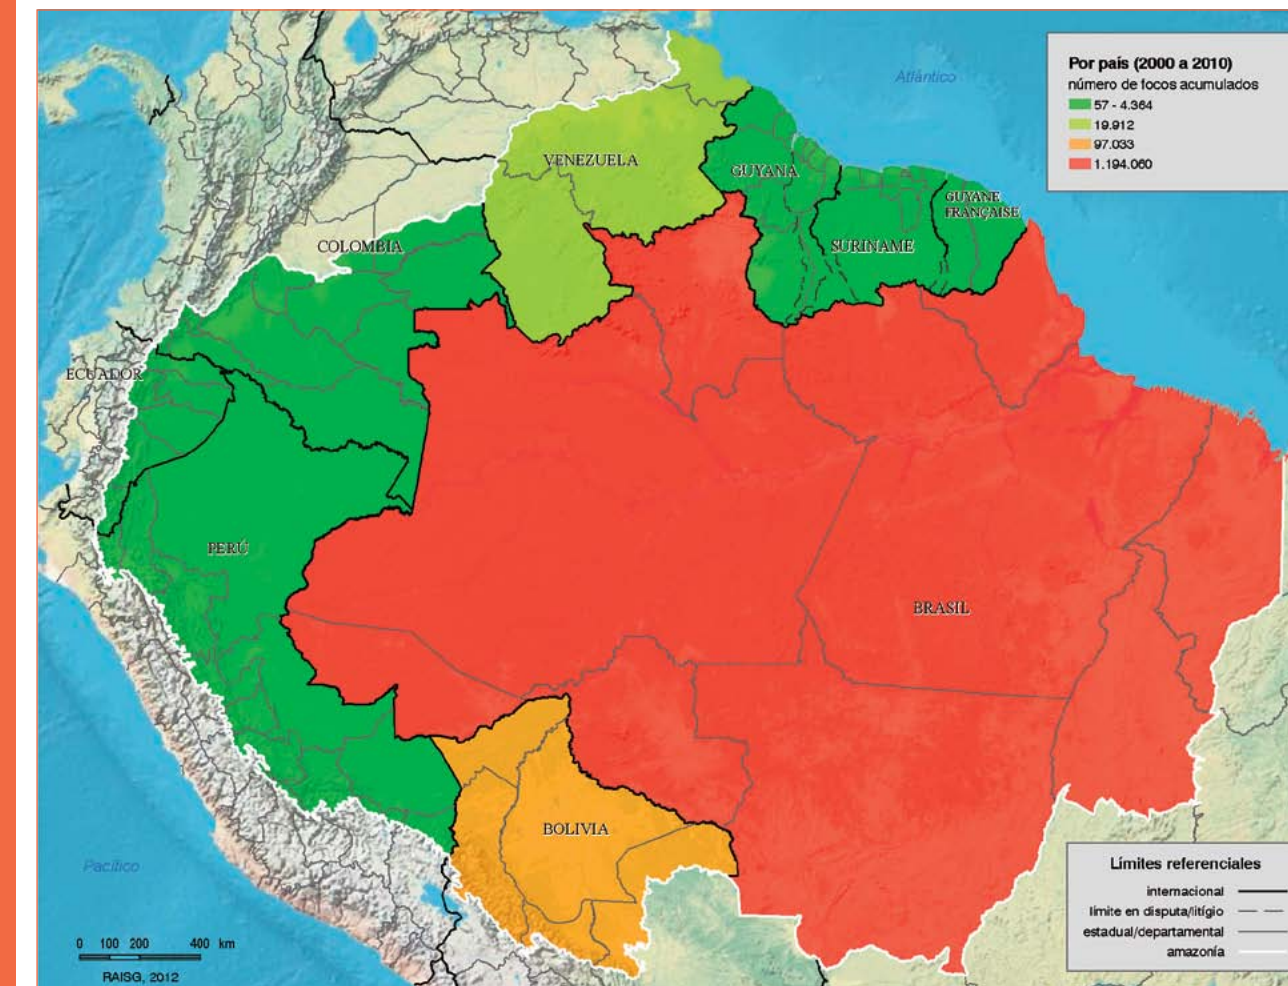 Por país (2000 a 2010)
número de focos acumulados
57 - 4.364
19.912
97.033
1.194.060
Atlántico
VENEZUELA
GUYANA
GUYANE
FRANÇAISE
SURINAME
COLOMBIA
ECUADOR
PERÚ
BRASIL
BOLIVIA
Pacífico
0 100 200 400 km
RAISG, 2012
Límites referenciales
internacional
límite en disputa/litígio
estadual/departamental
amazonía